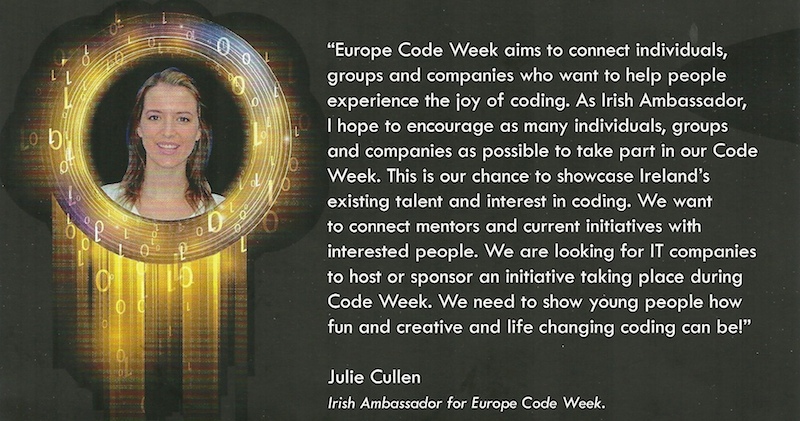 “Europe Code Week aims to connect individuals,
groups and companies who want to help people
experience the joy of coding. As Irish Ambassador,
I hope to encourage as many individuals, groups
and companies as possible to take part in our Code
Week. This is our chance to showcase Ireland’s
existing talent and interest in coding. We want
to connect mentors and current initiatives with
interested people. We are looking for IT companies
to host or sponsor an initiative taking place during
Code Week. We need to show young people how
fun and creative and life changing coding can be!”
Julie Cullen
Irish Ambassador for Europe Code Week.